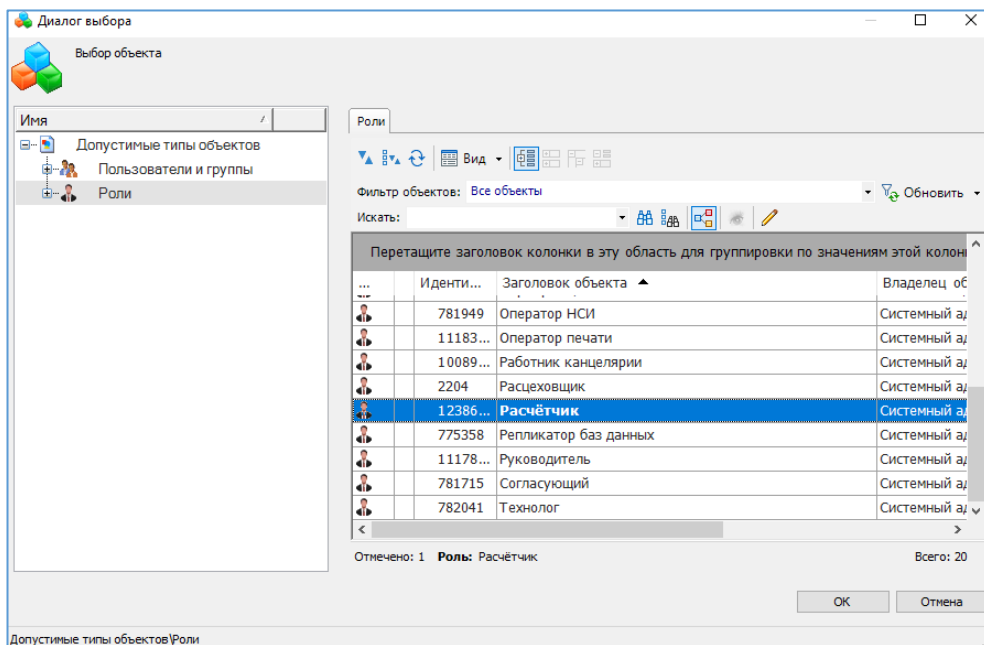 Диалог выбора
Выбор объекта
Имя
Допустимые типы объектов
Пользователи и группы
Роли
Роли
Вид
Фильтр объектов: Все объекты
Обновить
Искать:
Перетащите заголовок колонки в эту область для группировки по значениям этой колон
... Иденти... Заголовок объекта Владелец об
781949 Оператор НСИ Системный ад
11183... Оператор печати Системный ад
10089... Работник канцелярии Системный ад
2204 Расцеховщик Системный ад
12386... Расчётчик Системный ад
775358 Репликатор баз данных Системный ад
11178... Руководитель Системный ад
781715 Согласующий Системный ад
782041 Технолог Системный ад
Отмечено: 1 Роль: Расчётчик Всего: 20
ОК Отмена
Допустимые типы объектов\Роли